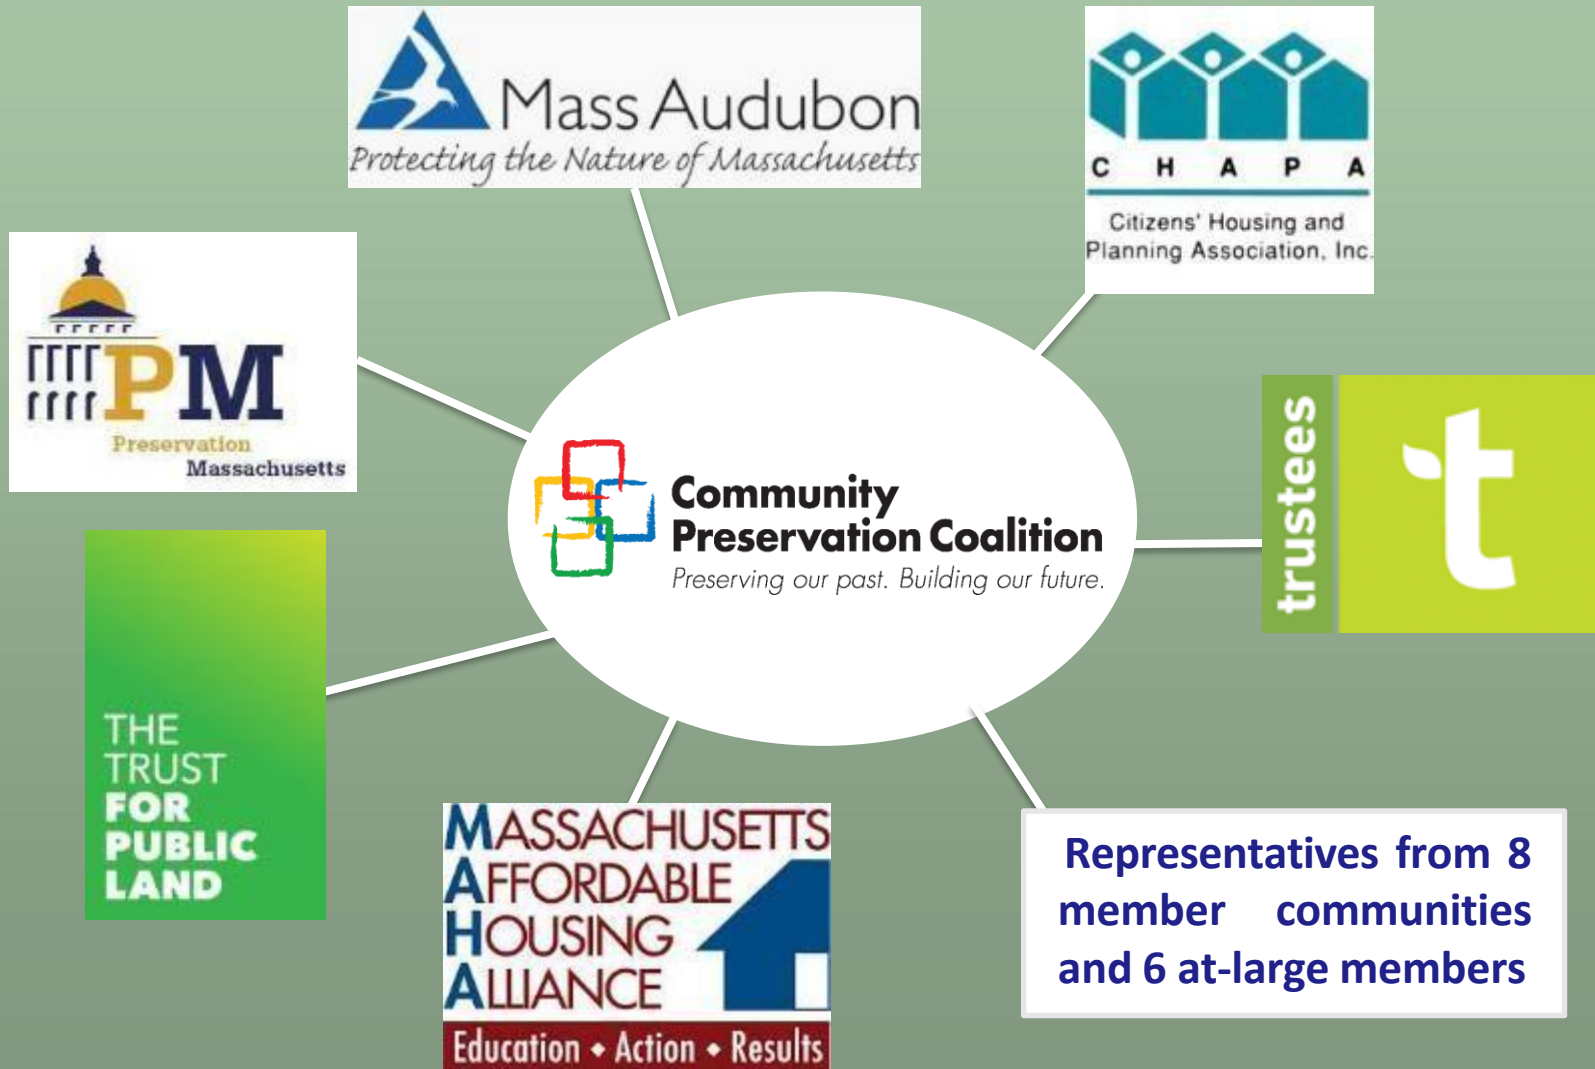 Mass Audubon
Protecting the Nature of Massachusetts
C H A P A
Citizens' Housing and
Planning Association, Inc.
PM
Preservation
Massachusetts
Community
Preservation Coalition
Preserving our past. Building our future.
trustees
t
THE
TRUST
FOR
PUBLIC
LAND
MASSACHUSETTS
AFFORDABLE
HOUSING
ALLIANCE
Education • Action • Results
Representatives from 8
member communities
and 6 at-large members